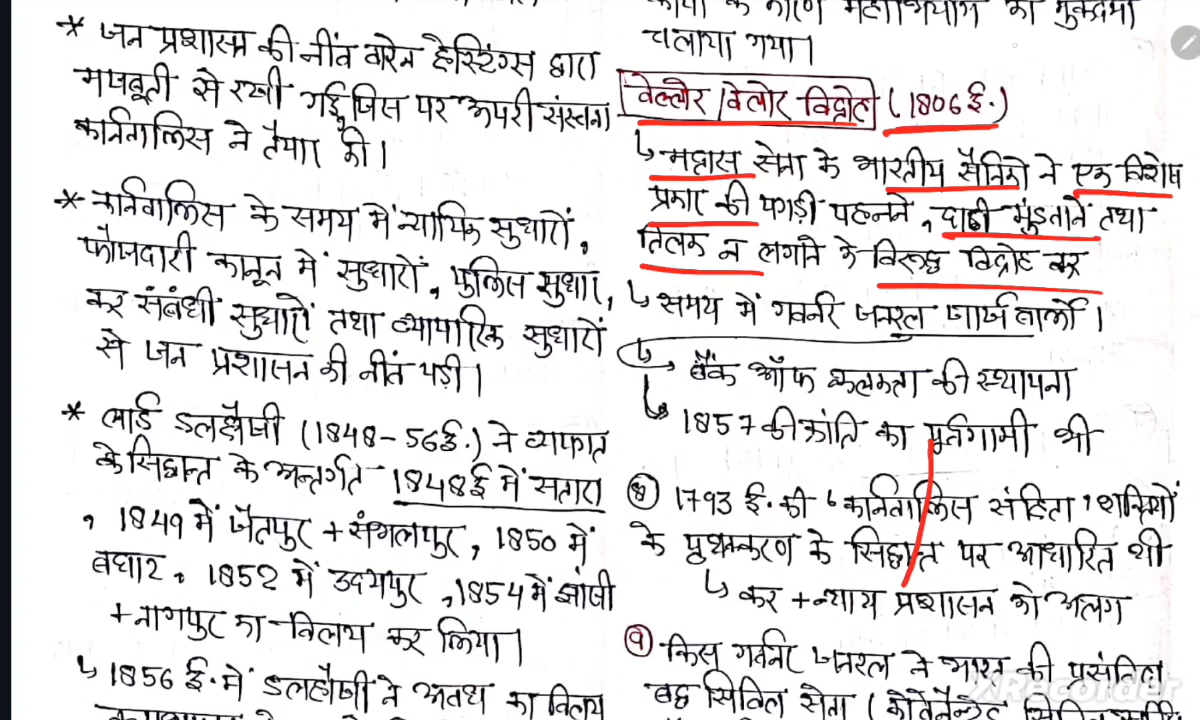 * जन प्रशासन की नींव वारेन हैस्टिंग्स द्वारा
मजबूती से रखी गई जिस पर ऊपरी संरचना
कार्नवालिस ने तैयार की।
* कार्नवालिस के समय में न्यायिक सुधारों,
फौजदारी कानून में सुधारों, पुलिस सुधार,
कर संबंधी सुधारों तथा व्यापारिक सुधारों
से जन प्रशासन की नींव पड़ी।
* लार्ड डलहौजी (1848-56ई.) ने व्यपगत
के सिद्धान्त के अन्तर्गत 1848ई में सतारा
, 1849 में जैतपुर + संभलपुर, 1850 में
बघाट, 1852 में उदयपुर, 1854 में झांसी
+ नागपुर का विलय कर लिया।
↳ 1856 ई. में डलहौजी ने अवध का विलय
के कारण महाभियोग का मुकदमा
चलाया गया।
वेल्लौर/वेलोर विद्रोह (1806ई.)
↳ मद्रास सेना के भारतीय सैनिकों ने एक विशेष
प्रकार की पगड़ी पहनने, दाढी मुंडवाने तथा
तिलक न लगाने के विरूद्ध विद्रोह कर
↳ समय में गवर्नर जनरल जार्ज बार्लो।
↳ बैंक ऑफ कलकता की स्थापना
↳ 1857 की क्रांति का पूर्वगामी थी
⑧ 1793 ई. की 'कार्नवालिस संहिता' शक्तियों
के पृथक्करण के सिद्धान्त पर आधारित थी
↳ कर + न्याय प्रशासन को अलग
⑨ किस गवर्नर जनरल ने भारत की प्रसंविदा
बद्ध सिविल सेवा (कोवेनैन्टेड सिविल
XRecorder